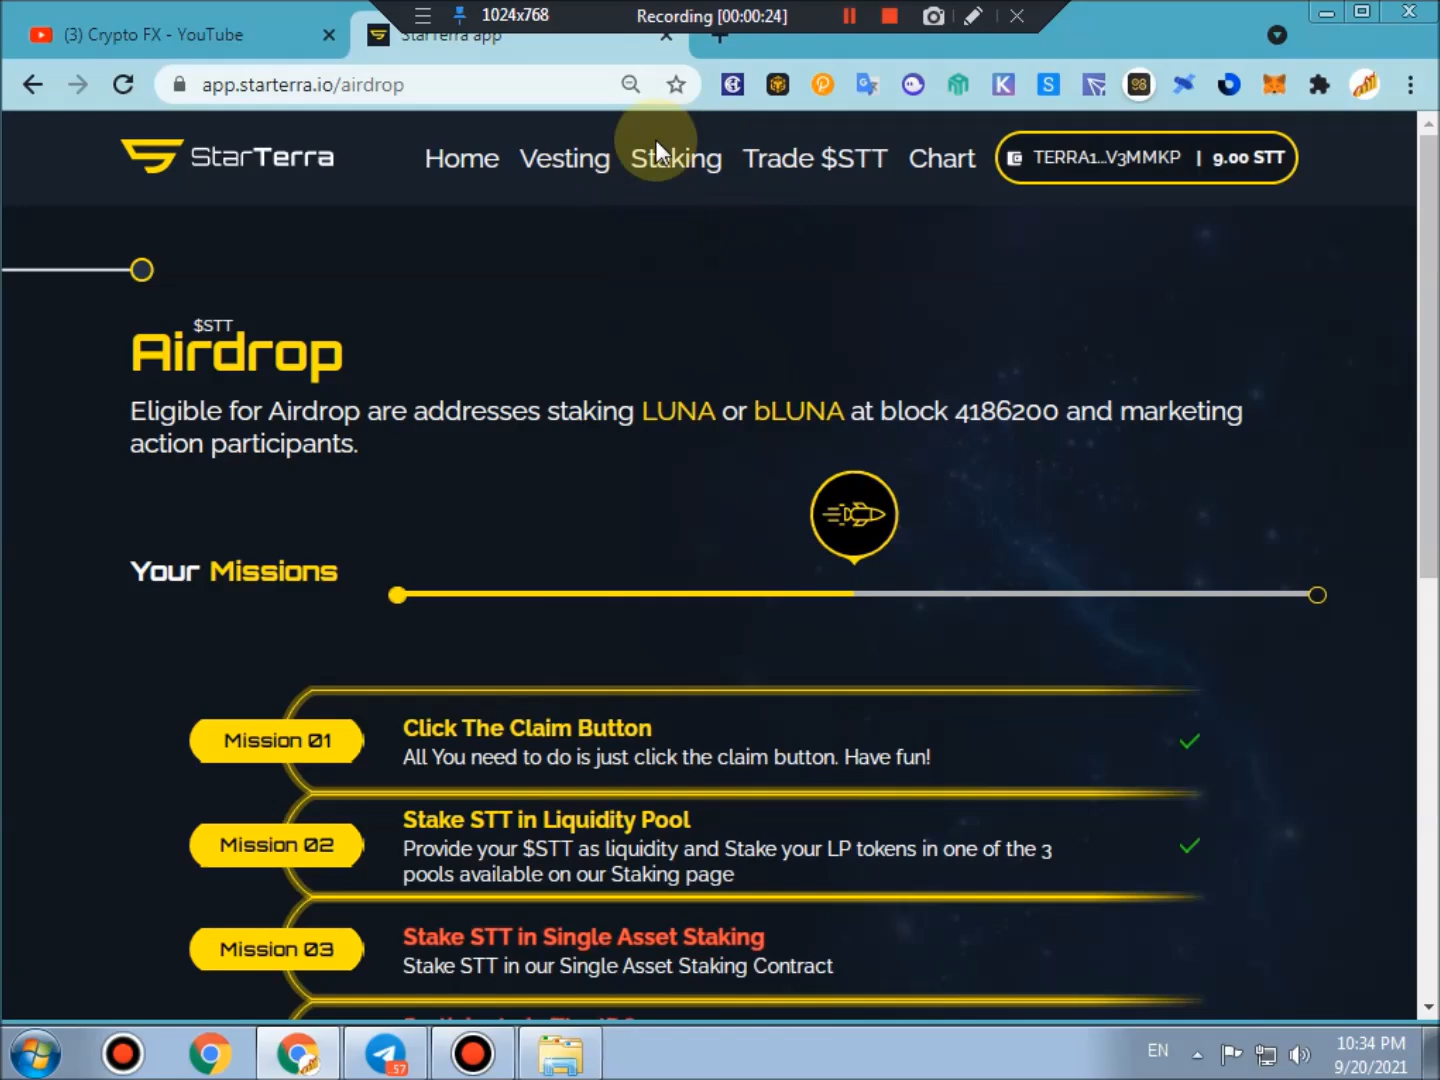 1024x768
Recording [00:00:24]
(3) Crypto FX - YouTube
StarTerra app
app.starterra.io/airdrop
StarTerra
Home
Vesting
Staking
Trade $STT
Chart
TERRA1...V3MMKP | 9.00 STT
$STT
Airdrop
Eligible for Airdrop are addresses staking LUNA or bLUNA at block 4186200 and marketing
action participants.
Your Missions
Mission 01
Click The Claim Button
All You need to do is just click the claim button. Have fun!
Mission 02
Stake STT in Liquidity Pool
Provide your $STT as liquidity and Stake your LP tokens in one of the 3
pools available on our Staking page
Mission 03
Stake STT in Single Asset Staking
Stake STT in our Single Asset Staking Contract
57
EN
10:34 PM
9/20/2021